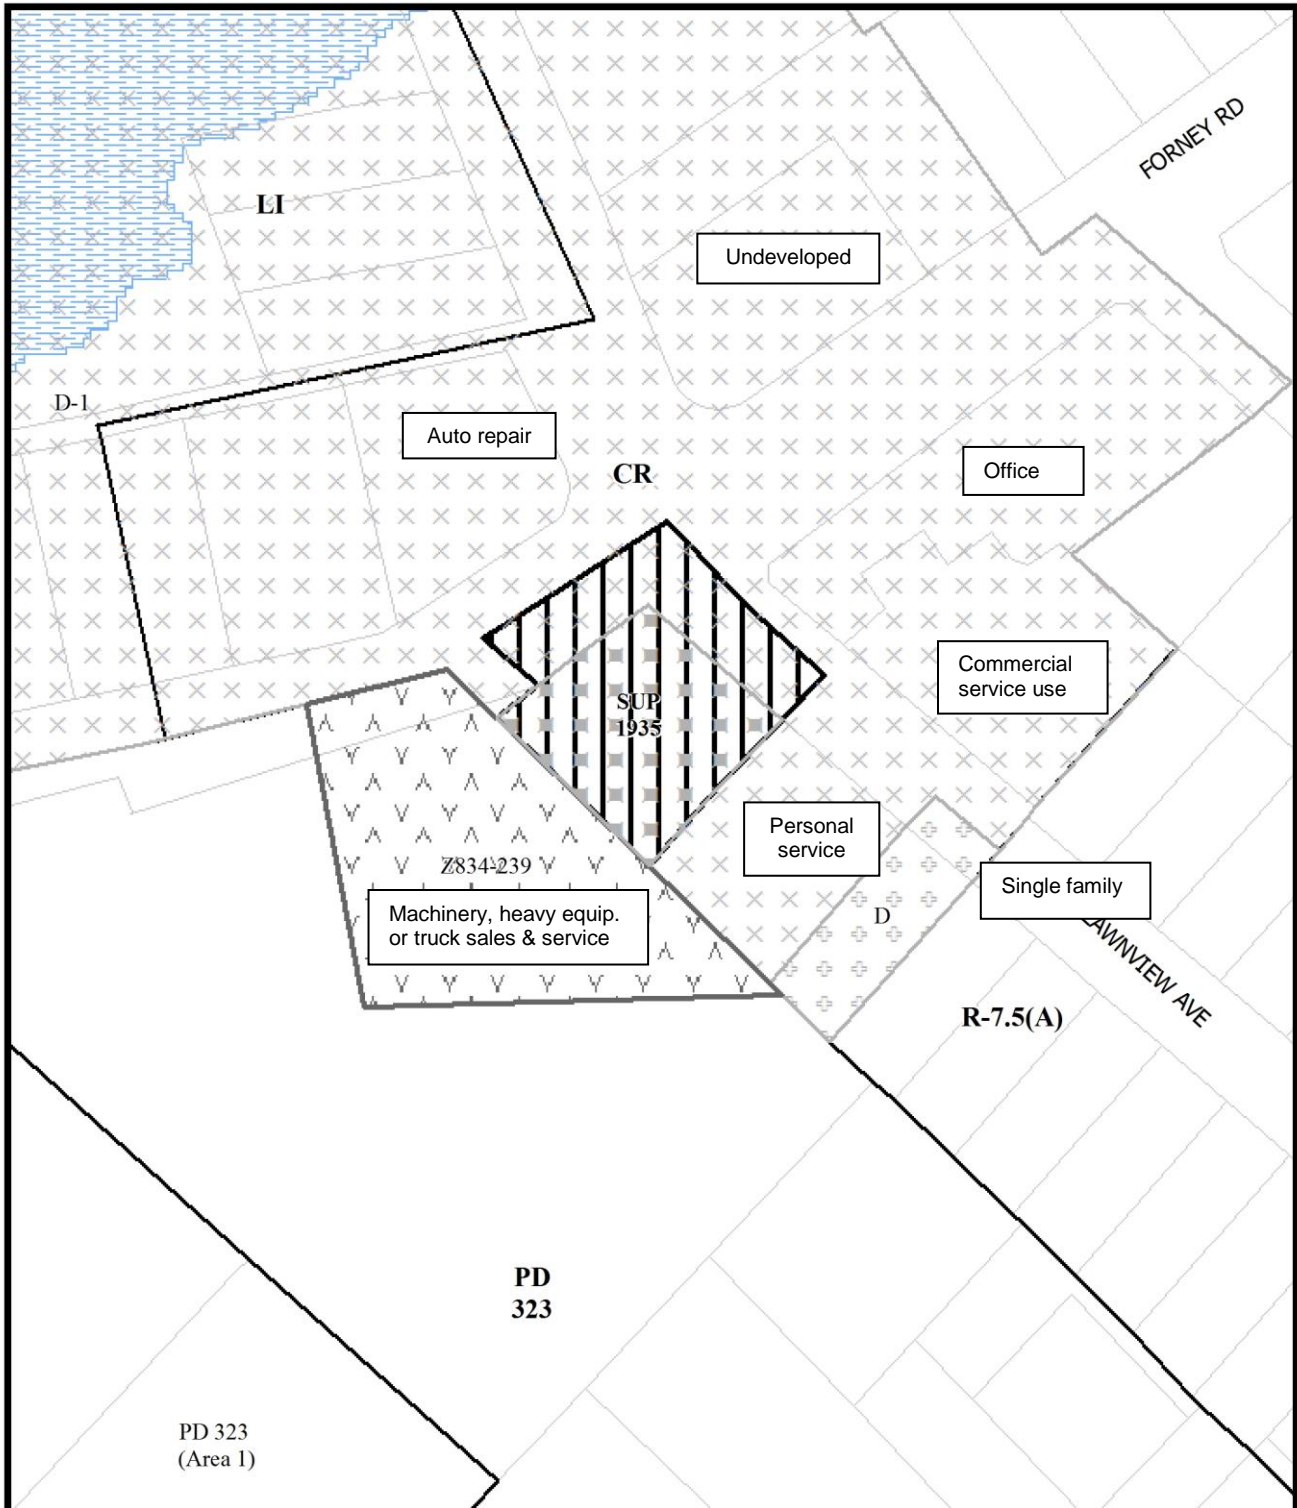 FORNEY RD
LI
Undeveloped
D-1
Auto repair
CR
Office
SUP
1935
Commercial
service use
Personal
service
Z834-239
Machinery, heavy equip.
or truck sales & service
Single family
D
LAWNVIEW AVE
R-7.5(A)
PD
323
PD 323
(Area 1)